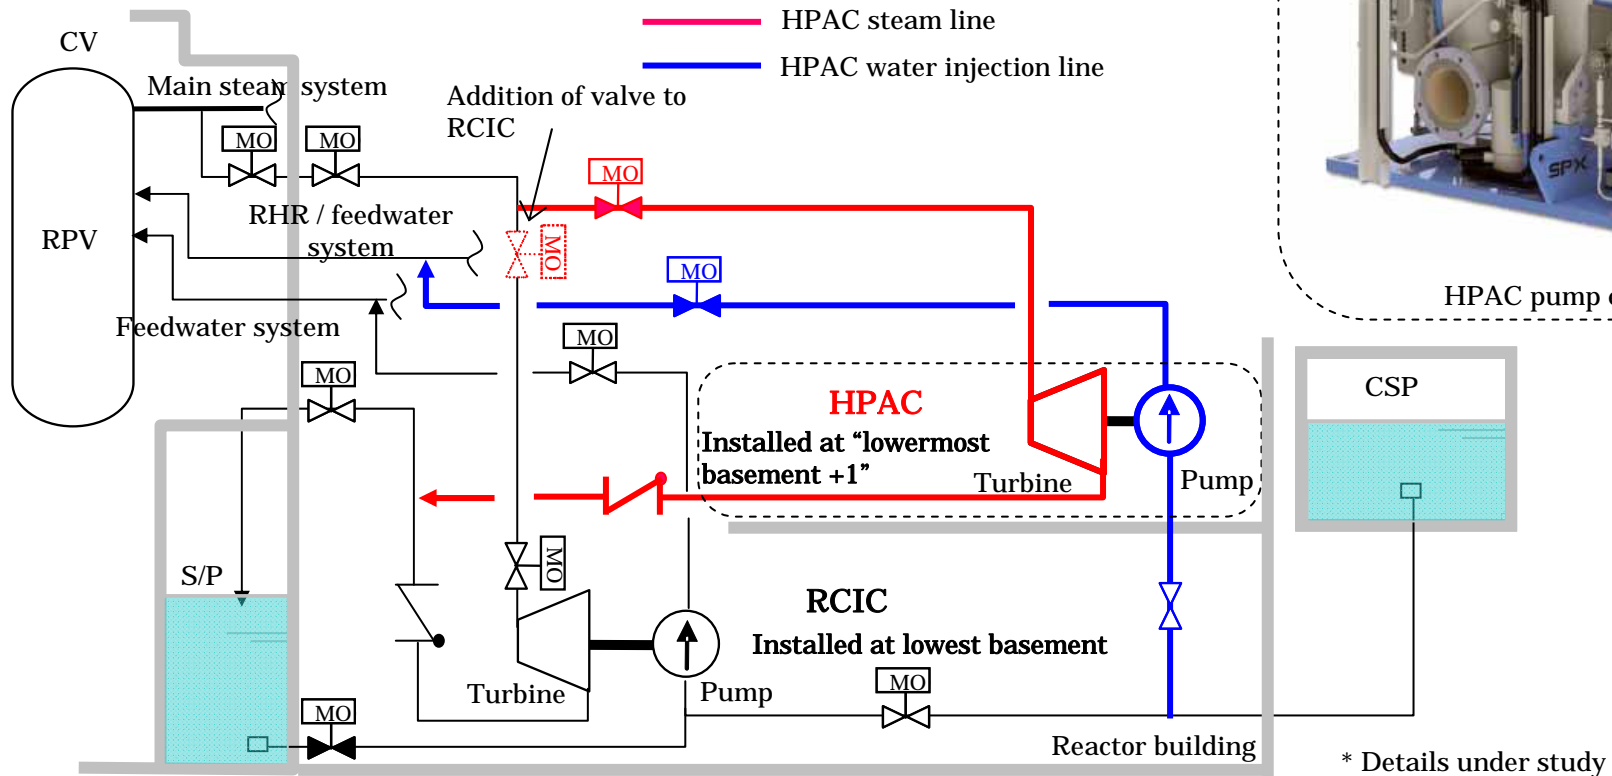 HPAC steam line
CV
HPAC water injection line
Main steam system
Addition of valve to
RCIC
MO
MO
MO
SPX
RHR / feedwater
system
RPV
MO
MO
HPAC pump
Feedwater system
MO
MO
CSP
HPAC
Installed at “lowermost
basement +1”
Turbine
Pump
MO
S/P
RCIC
Installed at lowest basement
Turbine
Pump
MO
MO
Reactor building
* Details under study